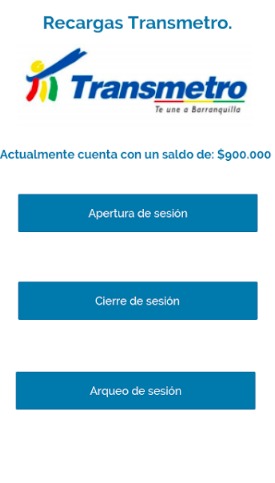 Recargas Transmetro.
Transmetro
Te une a Barranquilla
Actualmente cuenta con un saldo de: $900.000
Apertura de sesión
Cierre de sesión
Arqueo de sesión